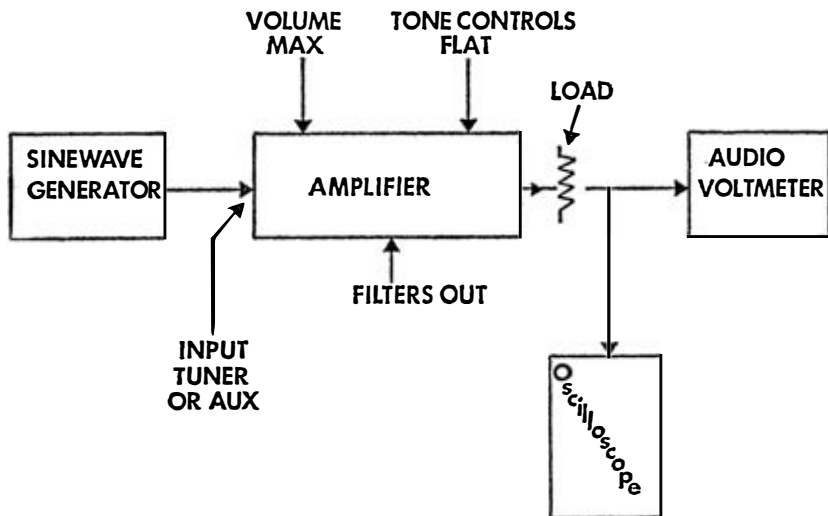 VOLUME
MAX
TONE CONTROLS
FLAT
LOAD
SINEWAVE
GENERATOR
AMPLIFIER
AUDIO
VOLTMETER
FILTERS OUT
INPUT
TUNER
OR AUX
Oscilloscope